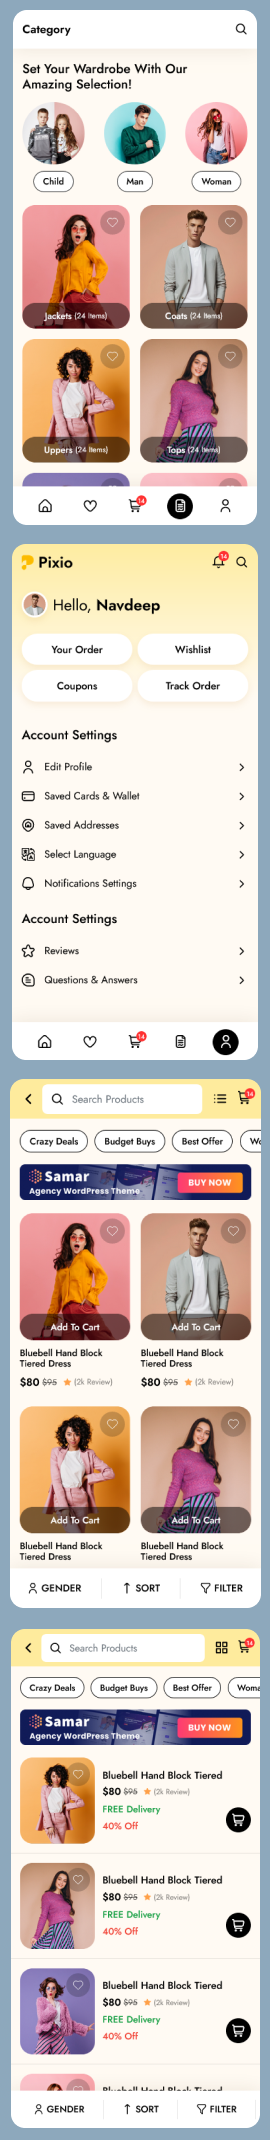 Category
Set Your Wardrobe With Our
Amazing Selection!
Child
Man
Woman
Jackets (24 Items)
Coats (24 Items)
Uppers (24 Items)
Tops (24 Items)
14
Pixio
14
Hello, Navdeep
Your Order
Wishlist
Coupons
Track Order
Account Settings
Edit Profile
Saved Cards & Wallet
Saved Addresses
Select Language
Notifications Settings
Account Settings
Reviews
Questions & Answers
14
Search Products
14
Crazy Deals
Budget Buys
Best Offer
Wo
Samar
Agency WordPress Theme
BUY NOW
Add To Cart
Add To Cart
Bluebell Hand Block
Tiered Dress
Bluebell Hand Block
Tiered Dress
$80 $95 (2k Review)
$80 $95 (2k Review)
Add To Cart
Add To Cart
Bluebell Hand Block
Tiered Dress
Bluebell Hand Block
Tiered Dress
GENDER
SORT
FILTER
Search Products
14
Crazy Deals
Budget Buys
Best Offer
Woma
Samar
Agency WordPress Theme
BUY NOW
Bluebell Hand Block Tiered
$80 $95 (2k Review)
FREE Delivery
40% Off
Bluebell Hand Block Tiered
$80 $95 (2k Review)
FREE Delivery
40% Off
Bluebell Hand Block Tiered
$80 $95 (2k Review)
FREE Delivery
40% Off
Bluebell Hand Block Tiered
GENDER
SORT
FILTER